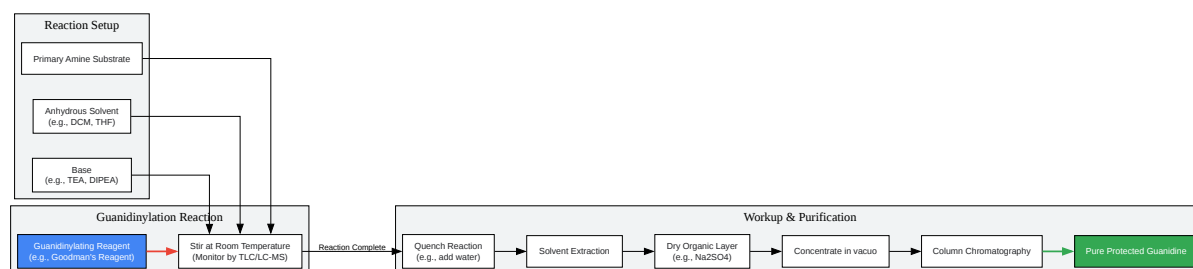 Reaction Setup
Primary Amine Substrate
Anhydrous Solvent
(e.g., DCM, THF)
Base
(e.g., TEA, DIPEA)
Guanidinylation Reaction
Guanidinylating Reagent
(e.g., Goodman's Reagent)
Stir at Room Temperature
(Monitor by TLC/LC-MS)
Reaction Complete
Workup & Purification
Quench Reaction
(e.g., add water)
Solvent Extraction
Dry Organic Layer
(e.g., Na2SO4)
Concentrate in vacuo
Column Chromatography
Pure Protected Guanidine